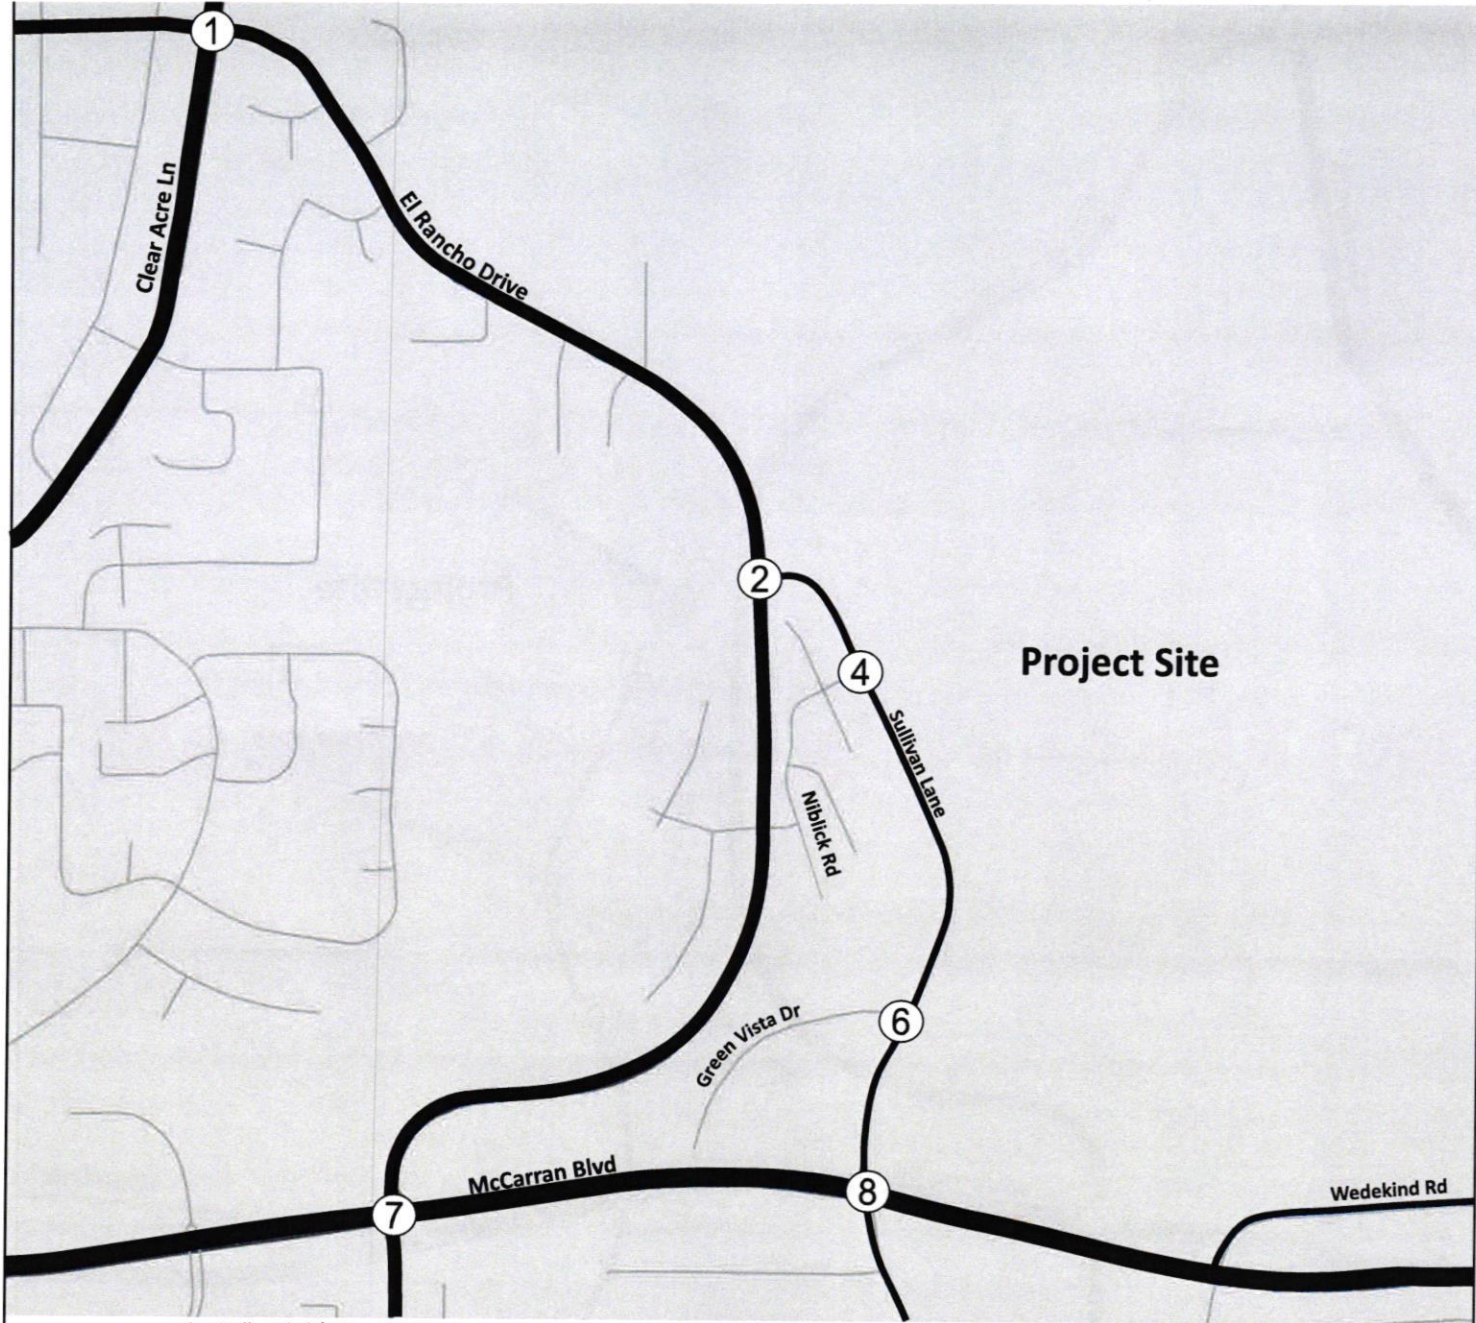 1
Clear Acre Ln
El Rancho Drive
2
4
Project Site
Sullivan Lane
Niblick Rd
6
Green Vista Dr
McCarran Blvd
8
Wedekind Rd
7